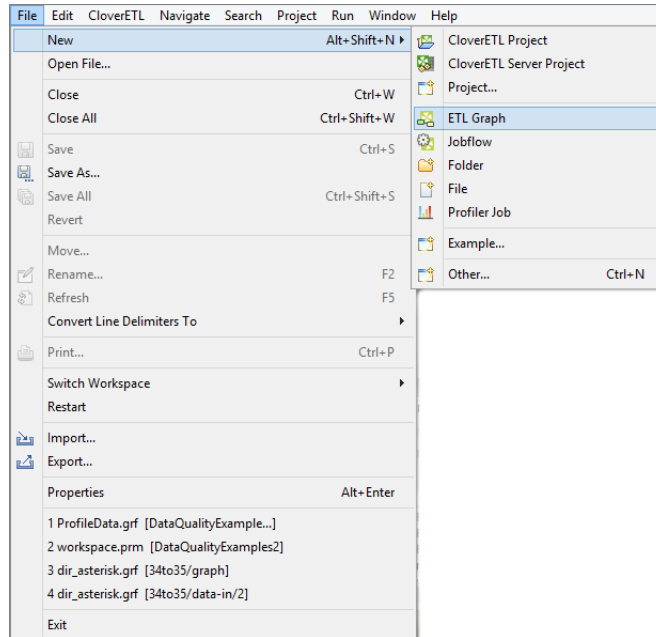 File Edit CloverETL Navigate Search Project Run Window Help
New Alt+Shift+N
Open File...
Close Ctrl+W
Close All Ctrl+Shift+W
Save Ctrl+S
Save As...
Save All Ctrl+Shift+S
Revert
Move...
Rename... F2
Refresh F5
Convert Line Delimiters To
Print... Ctrl+P
Switch Workspace
Restart
Import...
Export...
Properties Alt+Enter
1 ProfileData.grf [DataQualityExample...]
2 workspace.prm [DataQualityExamples2]
3 dir_asterisk.grf [34to35/graph]
4 dir_asterisk.grf [34to35/data-in/2]
Exit
CloverETL Project
CloverETL Server Project
Project...
ETL Graph
Jobflow
Folder
File
Profiler Job
Example...
Other... Ctrl+N